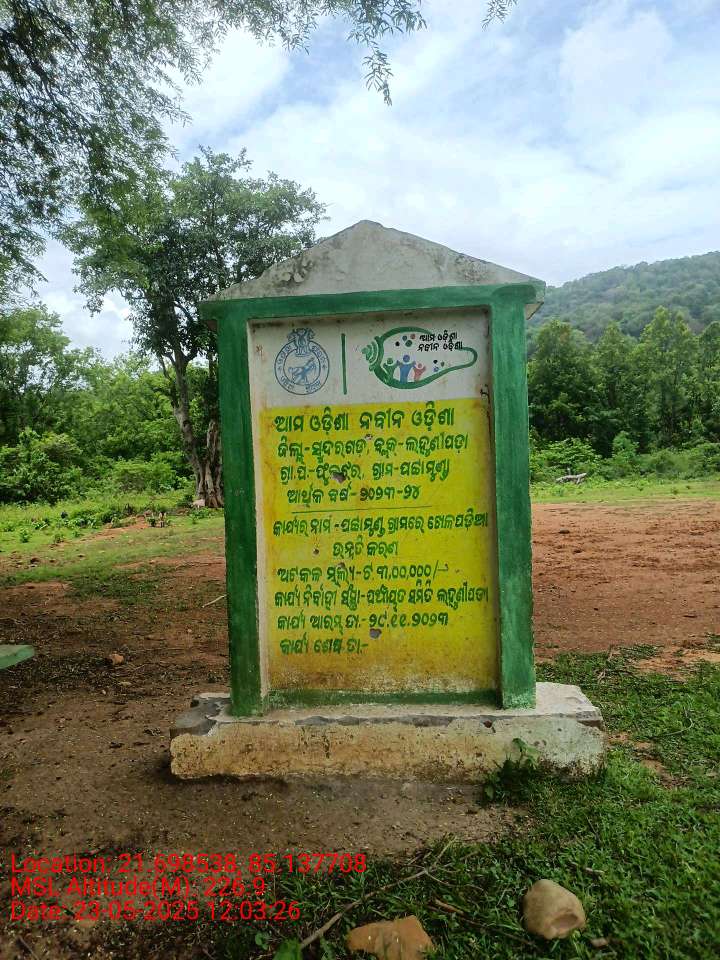 ଆମ ଓଡ଼ିଶା
ନବୀନ ଓଡ଼ିଶା
ଆମ ଓଡ଼ିଶା ନବୀନ ଓଡ଼ିଶା
ଜିଲ୍ଲା-ସୁନ୍ଦରଗଡ଼, ବ୍ଲକ-ଲହୁଣୀପଡ଼ା
ଗ୍ରା.ପ-ଫୁଲଝର, ଗ୍ରାମ-ପଛାମୁଣ୍ଡା
ଆର୍ଥିକ ବର୍ଷ-୨୦୨୩-୨୪
କାର୍ଯ୍ୟର ନାମ-ପଛାମୁଣ୍ଡା ଗ୍ରାମରେ ଖେଳପଡ଼ିଆ
ଉନ୍ନତି କରଣ
ଅଟକଳ ମୂଲ୍ୟ-ଟ.୩,୦୦,୦୦୦/-
କାର୍ଯ୍ୟ ନିର୍ବାହୀ ସଂସ୍ଥା-ପଞ୍ଚାୟତ ସମିତି ଲହୁଣୀପଡ଼ା
କାର୍ଯ୍ୟ ଆରମ୍ଭ ତା.-୨୯.୧୧.୨୦୨୩
କାର୍ଯ୍ୟ ଶେଷ ତା.-
Location: 21.698538, 85.137708
MSL Altitude(M): 226.9
Date: 23-05-2025 12:03:26